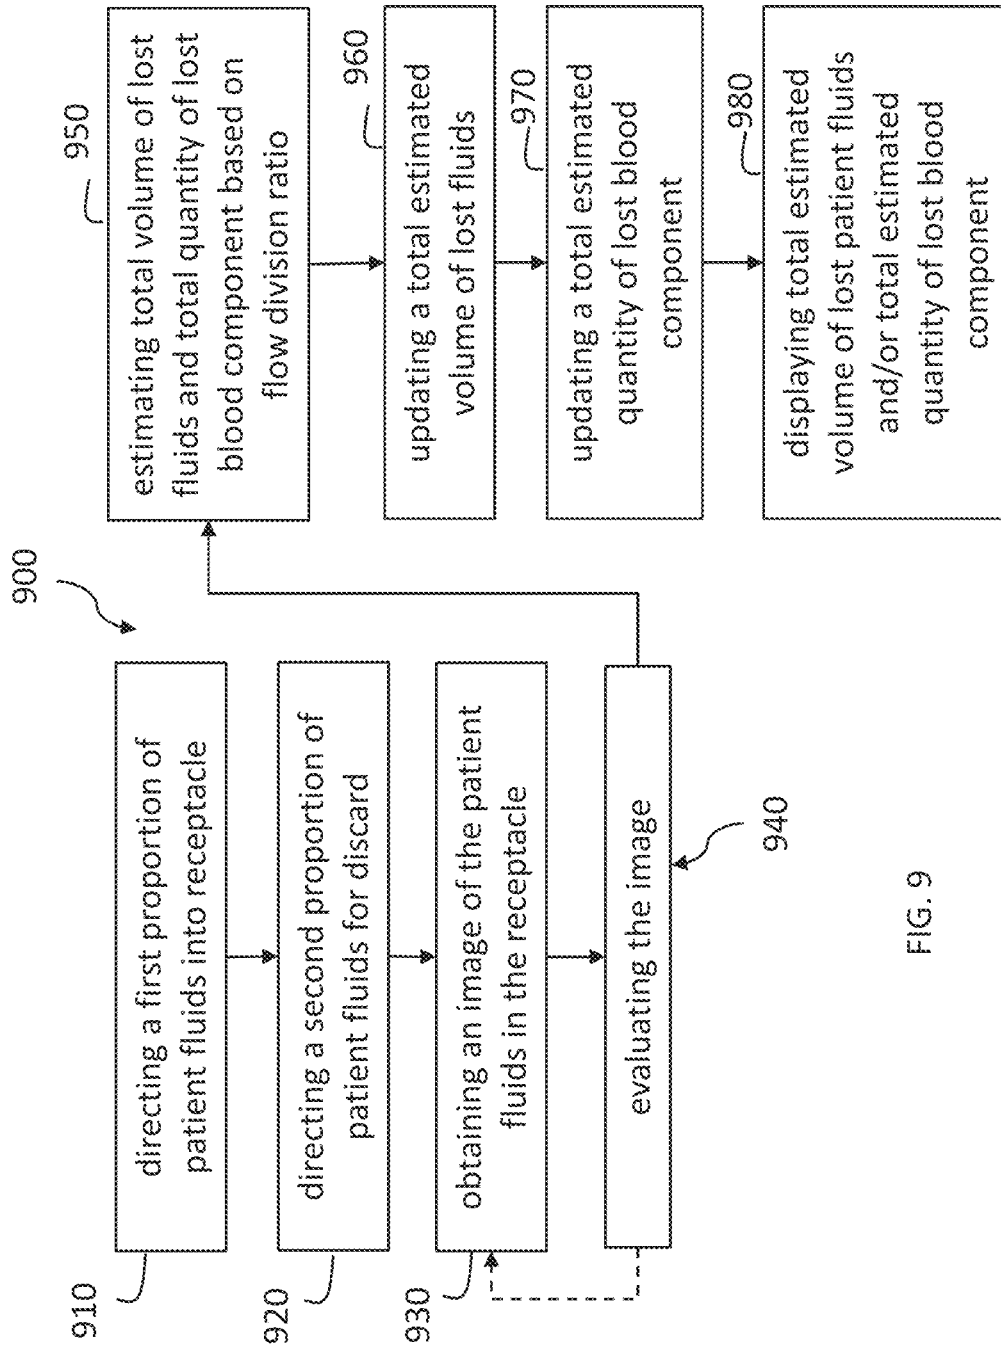 900
910
directing a first proportion of
patient fluids into receptacle
920
directing a second proportion of
patient fluids for discard
930
obtaining an image of the patient
fluids in the receptacle
evaluating the image
940
950
estimating total volume of lost
fluids and total quantity of lost
blood component based on
flow division ratio
960
updating a total estimated
volume of lost fluids
970
updating a total estimated
quantity of lost blood
component
980
displaying total estimated
volume of lost patient fluids
and/or total estimated
quantity of lost blood
component
FIG. 9